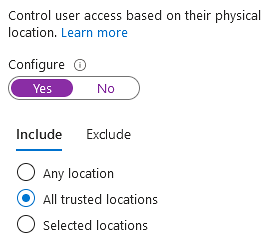 Control user access based on their physical
location. Learn more
Configure
Yes No
Include Exclude
Any location
All trusted locations
Selected locations